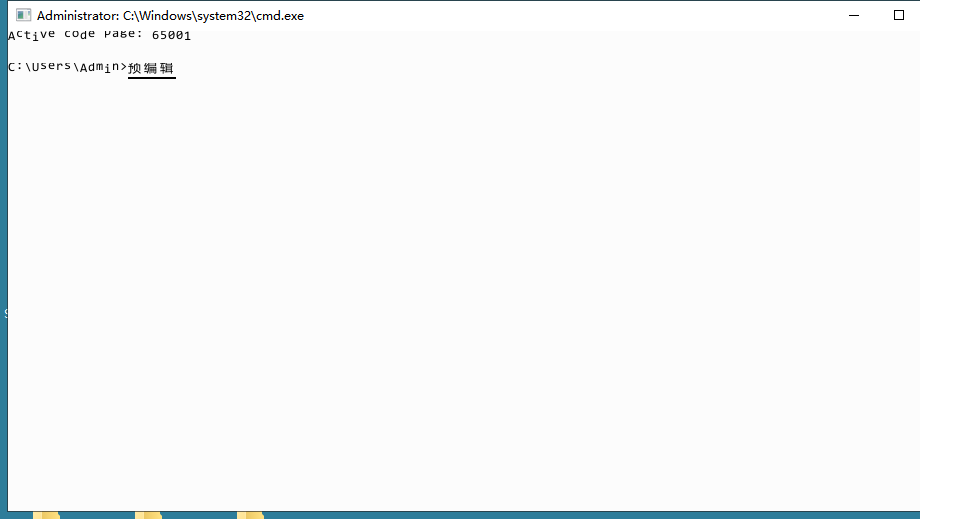 Administrator: C:\Windows\system32\cmd.exe
Active code page: 65001
C:\Users\Admin>预编辑